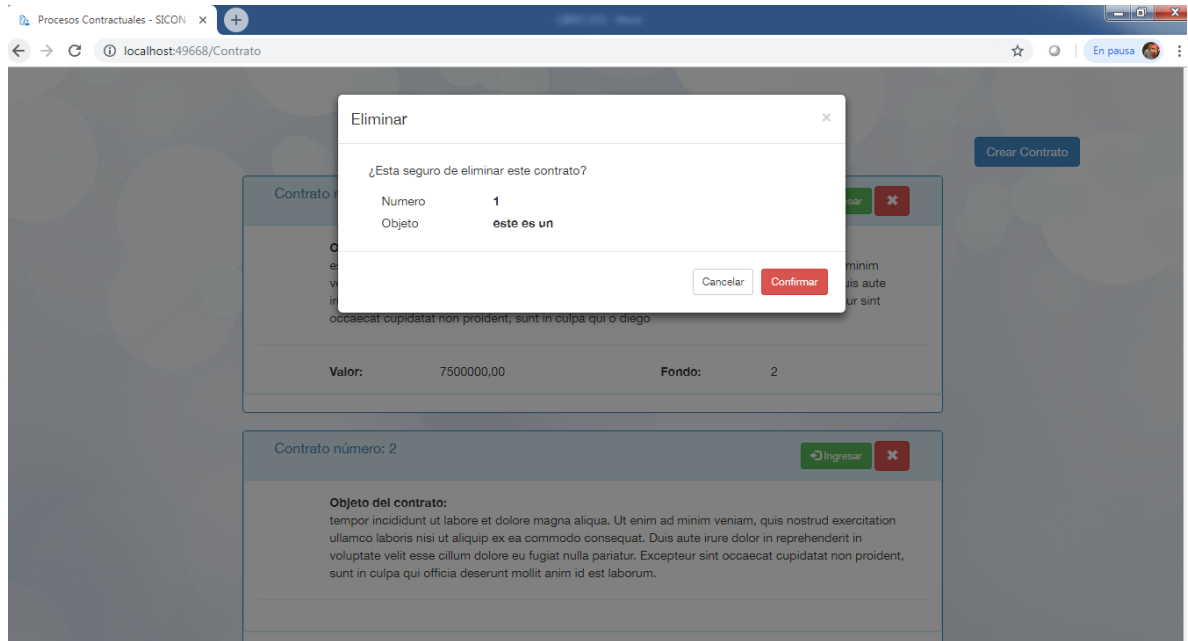 Procesos Contractuales - SICON
localhost:49668/Contrato
En pausa
Eliminar
¿Esta seguro de eliminar este contrato?
Numero 1
Objeto este es un
Cancelar Confirmar
Crear Contrato
Contrato
minim
uis aute
ur sint
occaecat cupidatat non proident, sunt in culpa qui o diego
Valor: 7500000,00 Fondo: 2
Contrato número: 2
Ingresar
Objeto del contrato:
tempor incididunt ut labore et dolore magna aliqua. Ut enim ad minim veniam, quis nostrud exercitation
ullamco laboris nisi ut aliquip ex ea commodo consequat. Duis aute irure dolor in reprehenderit in
voluptate velit esse cillum dolore eu fugiat nulla pariatur. Excepteur sint occaecat cupidatat non proident,
sunt in culpa qui officia deserunt mollit anim id est laborum.